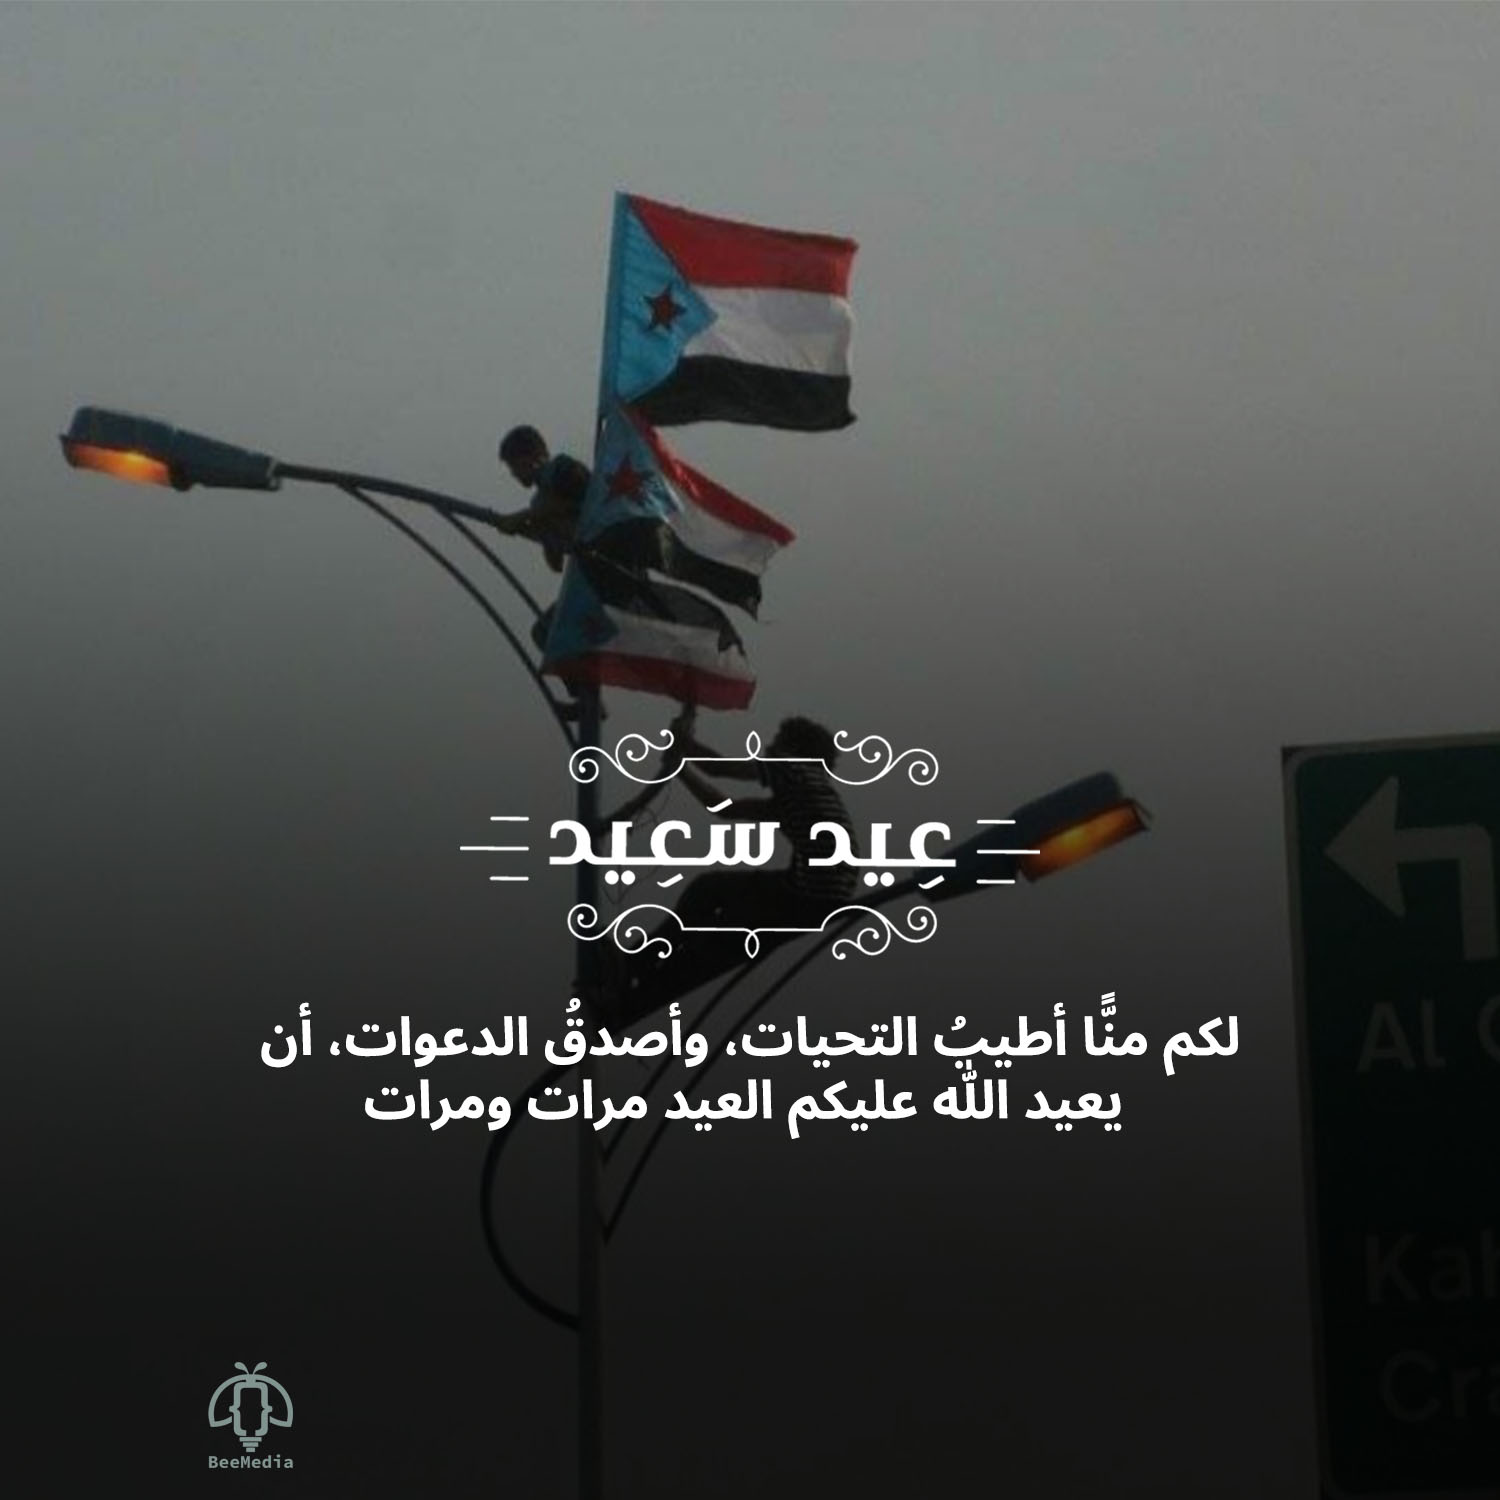 عِيد سَعِيد
لكم منَّا أطيبُ التحيات، وأصدقُ الدعوات، أن
يعيد الله عليكم العيد مرات ومرات
Al
BeeMedia